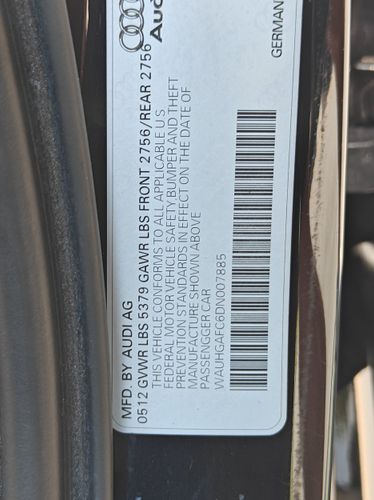 Audi
GERMAN
MFD. BY AUDI AG
0512 GVWR LBS 5379 GAWR LBS FRONT 2756/REAR 2756
THIS VEHICLE CONFORMS TO ALL APPLICABLE U.S
FEDERAL MOTOR VEHICLE SAFETY BUMPER AND THEFT
PREVENTION STANDARDS IN EFFECT ON THE DATE OF
MANUFACTURE SHOWN ABOVE
PASSENGGER CAR
WAUHGAFC6DN007885